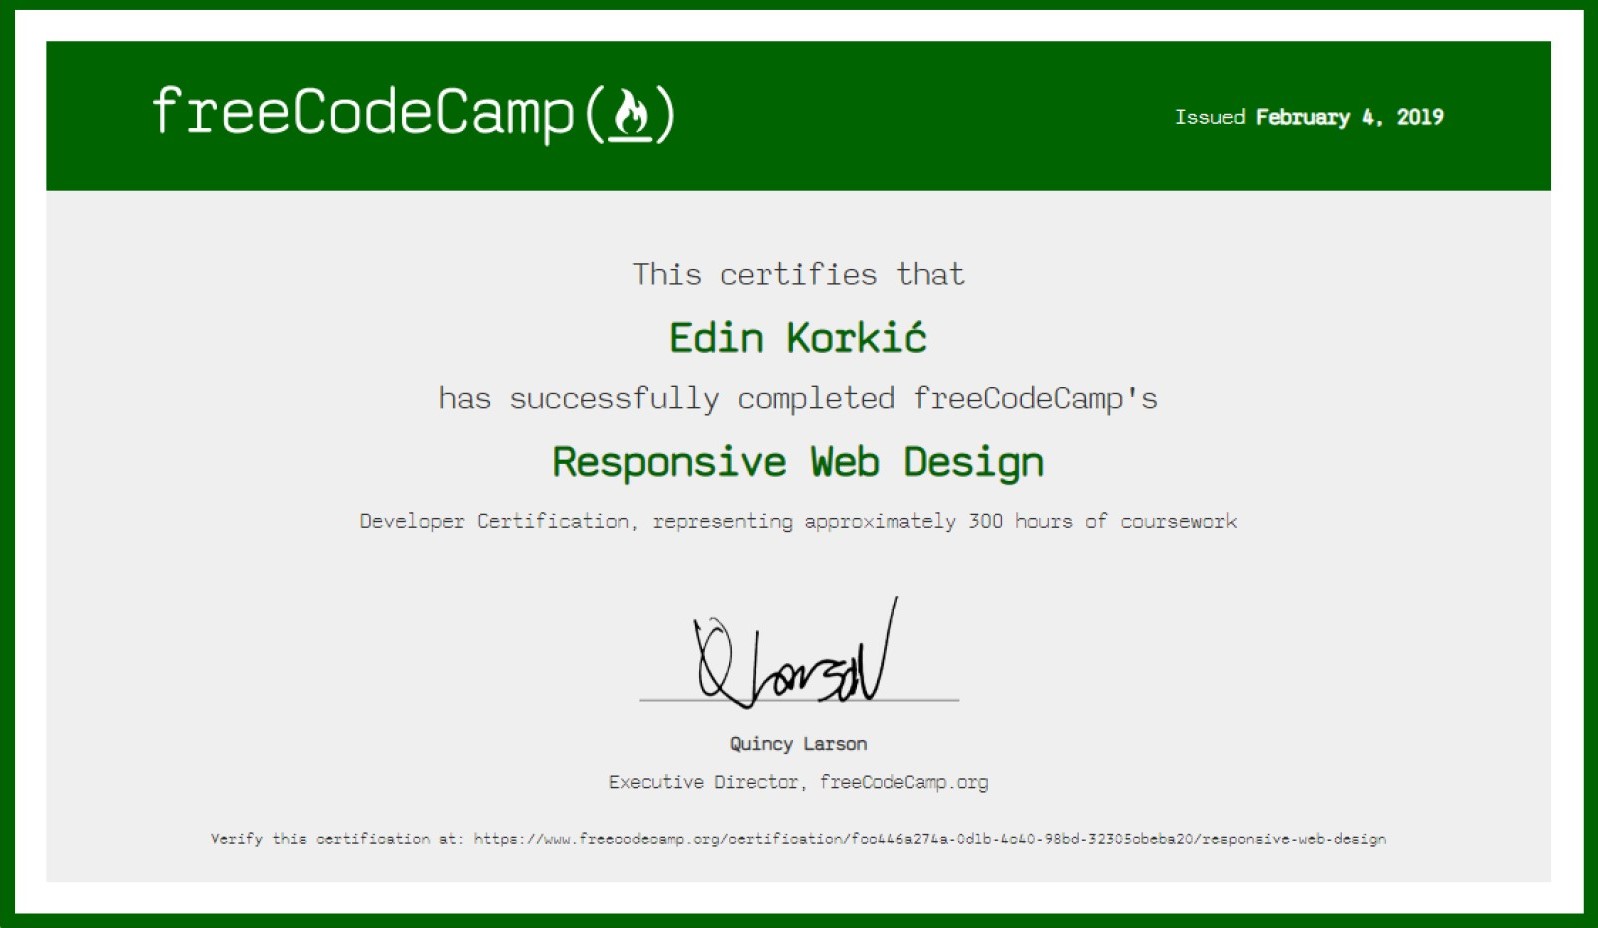 freeCodeCamp(🔥)
Issued February 4, 2019
This certifies that
Edin Korkić
has successfully completed freeCodeCamp's
Responsive Web Design
Developer Certification, representing approximately 300 hours of coursework
Q Larson
Quincy Larson
Executive Director, freeCodeCamp.org
Verify this certification at: https://www.freecodecamp.org/certification/fcc446a274a-0d1b-4c40-98bd-32305cbeba20/responsive-web-design